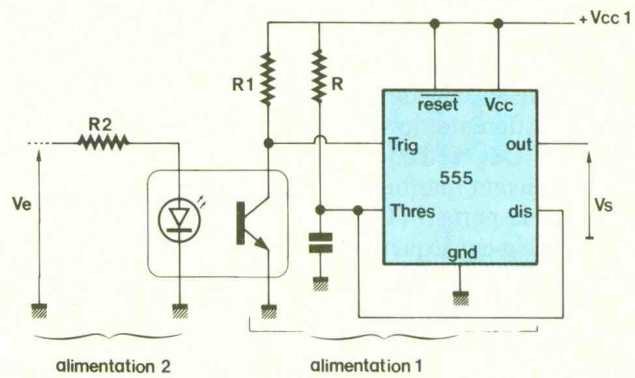 + Vcc 1
R1
R
reset
Vcc
R2
Trig
out
555
Ve
Vs
Thres
dis
gnd
alimentation 2
alimentation 1